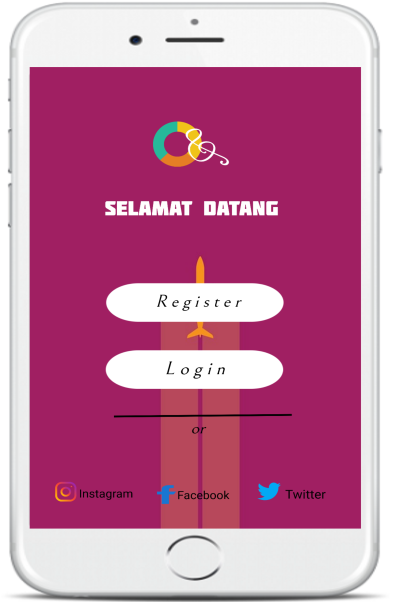 SELAMAT DATANG
Register
Login
or
Instagram Facebook Twitter